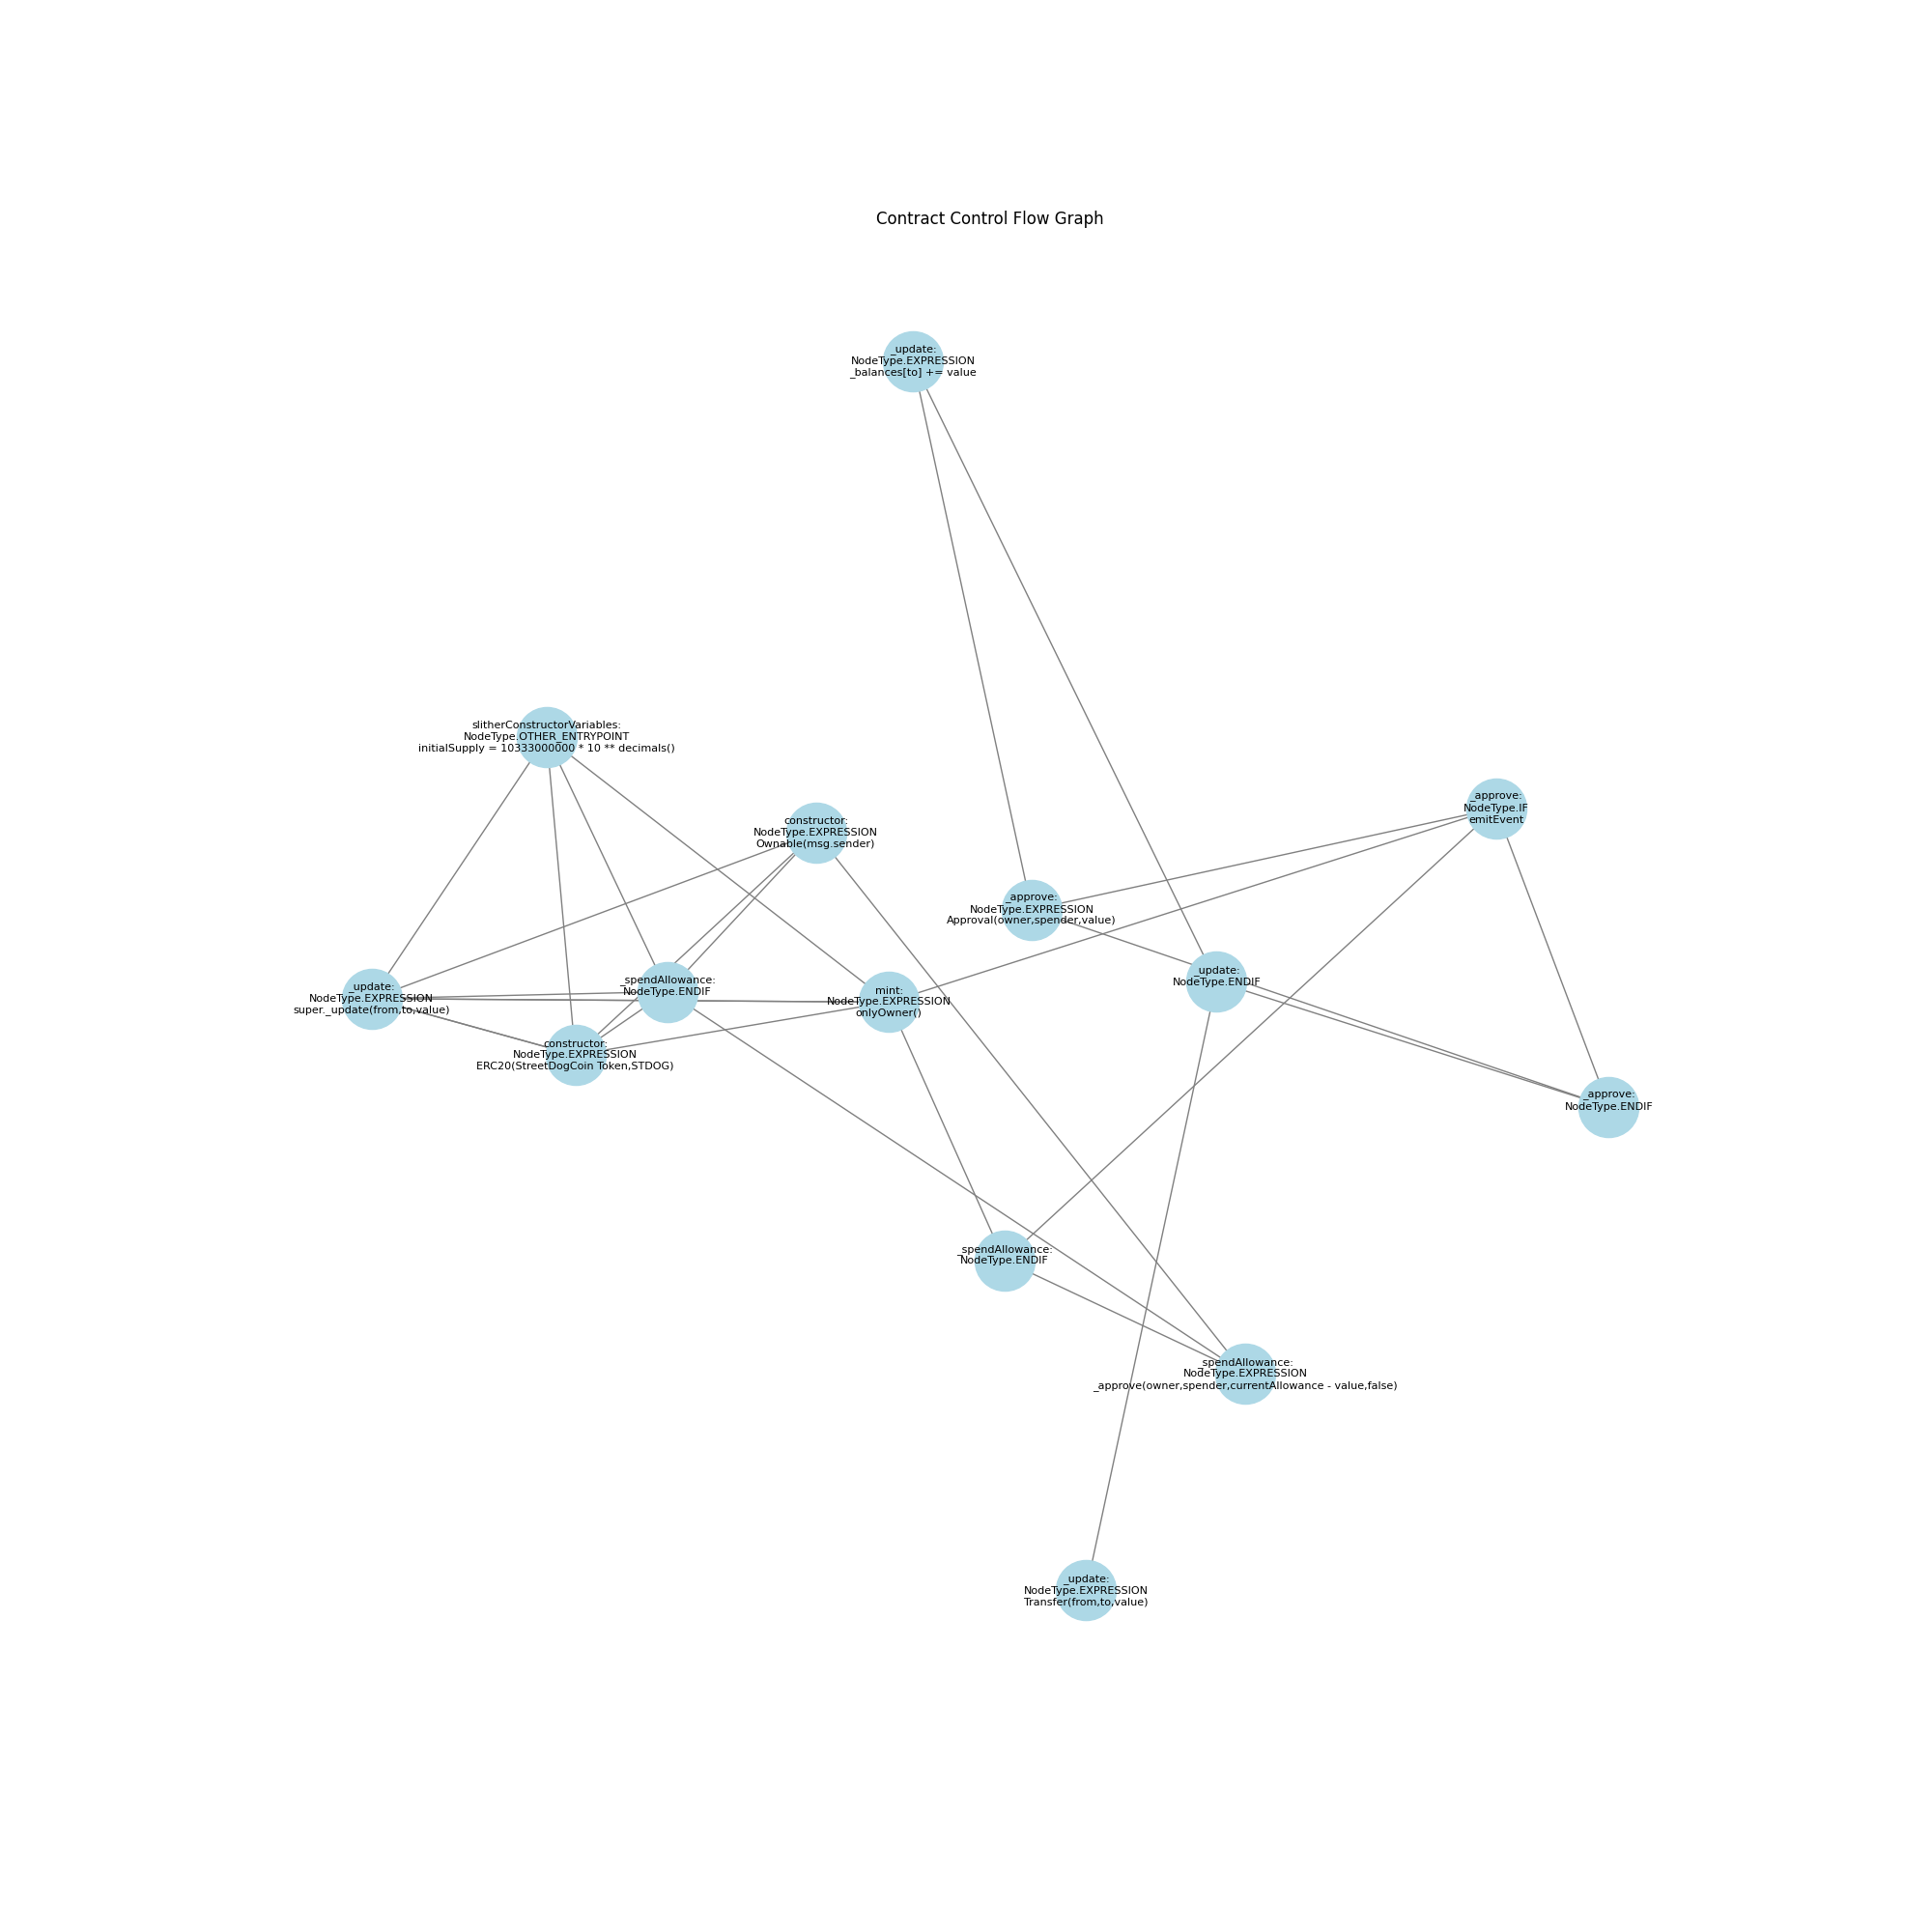 Contract Control Flow Graph
_update:
NodeType.EXPRESSION
_balances[to] += value
slitherConstructorVariables:
NodeType.OTHER_ENTRYPOINT
initialSupply = 10333000000 * 10 ** decimals()
_approve:
NodeType.IF
emitEvent
constructor:
NodeType.EXPRESSION
Ownable(msg.sender)
_approve:
NodeType.EXPRESSION
Approval(owner,spender,value)
_update:
NodeType.ENDIF
_spendAllowance:
NodeType.ENDIF
_update:
NodeType.EXPRESSION
super._update(from,to,value)
mint:
NodeType.EXPRESSION
onlyOwner()
constructor:
NodeType.EXPRESSION
ERC20(StreetDogCoin Token,STDOG)
_approve:
NodeType.ENDIF
_spendAllowance:
NodeType.ENDIF
_spendAllowance:
NodeType.EXPRESSION
_approve(owner,spender,currentAllowance - value,false)
_update:
NodeType.EXPRESSION
Transfer(from,to,value)